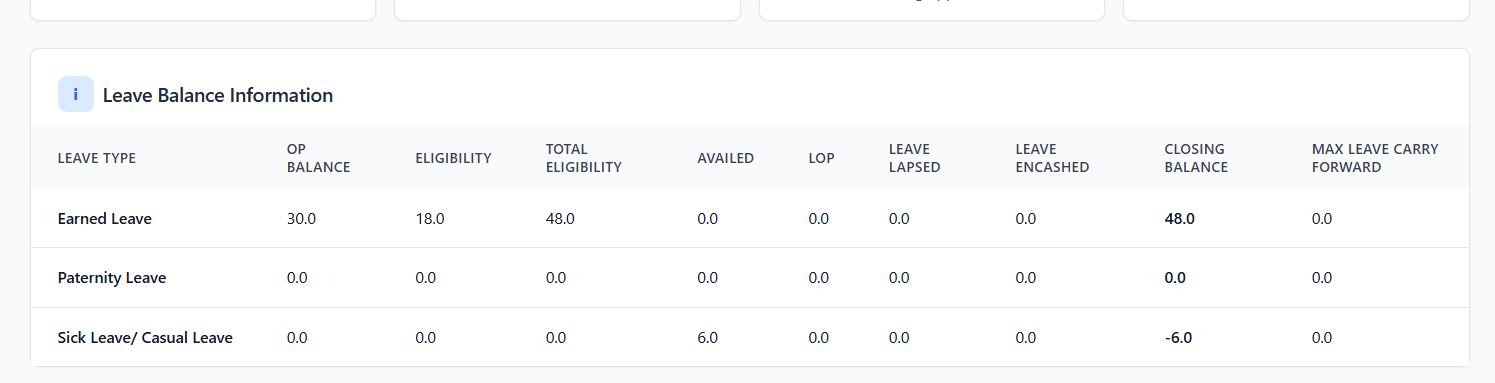 i
Leave Balance Information
LEAVE TYPE OP BALANCE ELIGIBILITY TOTAL ELIGIBILITY AVAILED LOP LEAVE LAPSED LEAVE ENCASHED CLOSING BALANCE MAX LEAVE CARRY FORWARD
Earned Leave 30.0 18.0 48.0 0.0 0.0 0.0 0.0 48.0 0.0
Paternity Leave 0.0 0.0 0.0 0.0 0.0 0.0 0.0 0.0 0.0
Sick Leave/ Casual Leave 0.0 0.0 0.0 6.0 0.0 0.0 0.0 -6.0 0.0